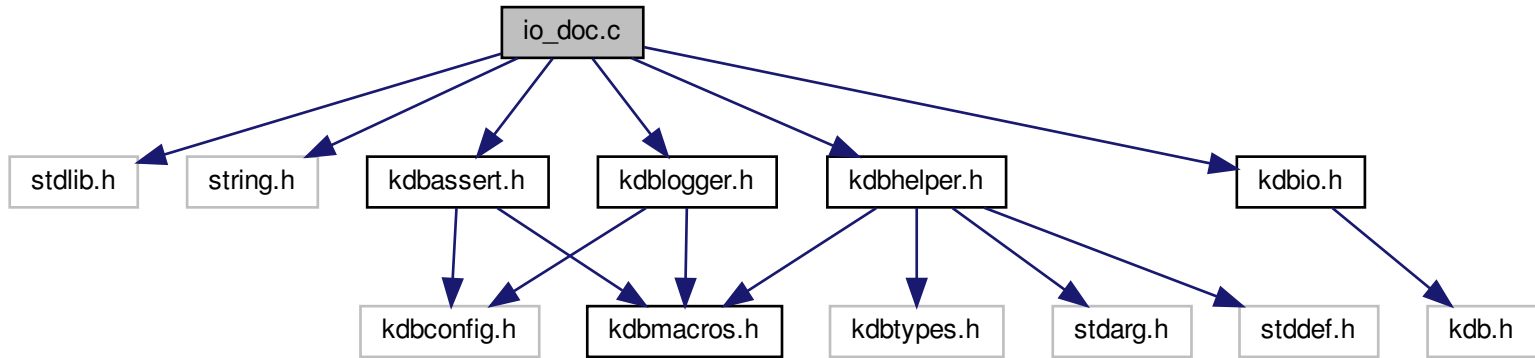 io_doc.c
stdlib.h
string.h
kdbassert.h
kdblogger.h
kdbhelper.h
kdbio.h
kdbconfig.h
kdbmacros.h
kdbtypes.h
stdarg.h
stddef.h
kdb.h